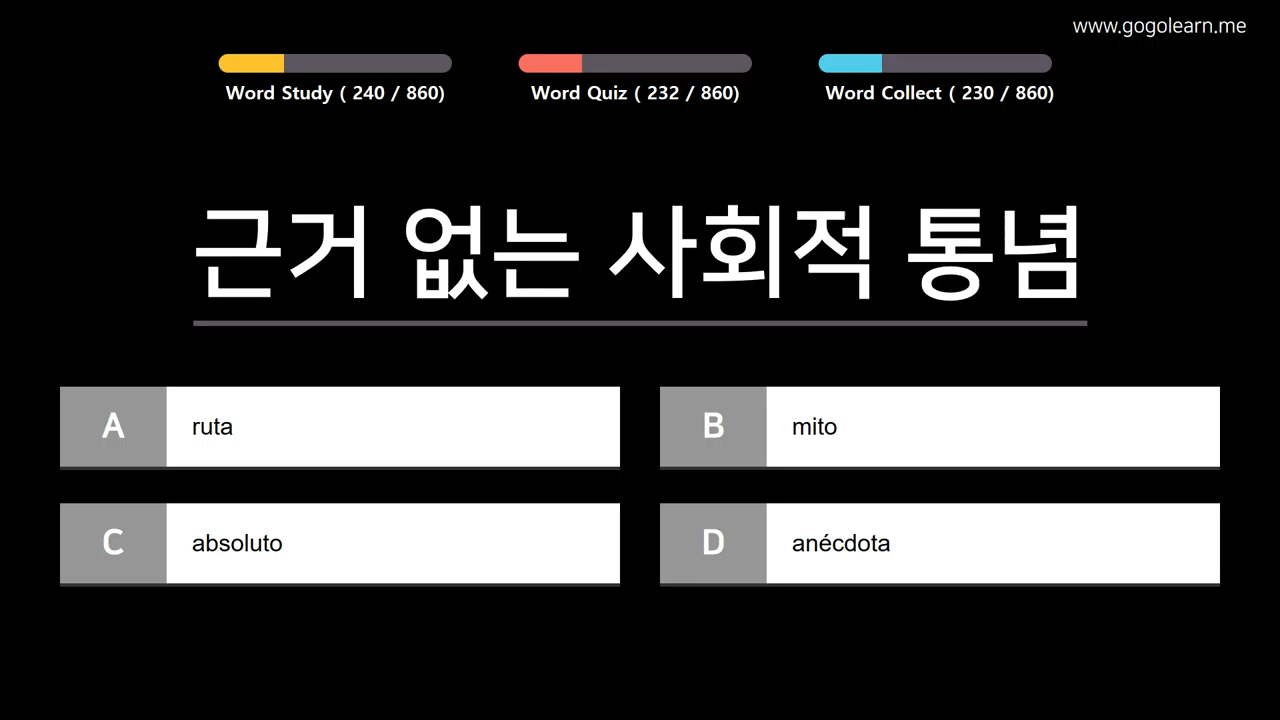 www.gogolearn.me
Word Study ( 240 / 860)
Word Quiz ( 232 / 860)
Word Collect ( 230 / 860)
근거 없는 사회적 통념
A ruta
B mito
C absoluto
D anécdota